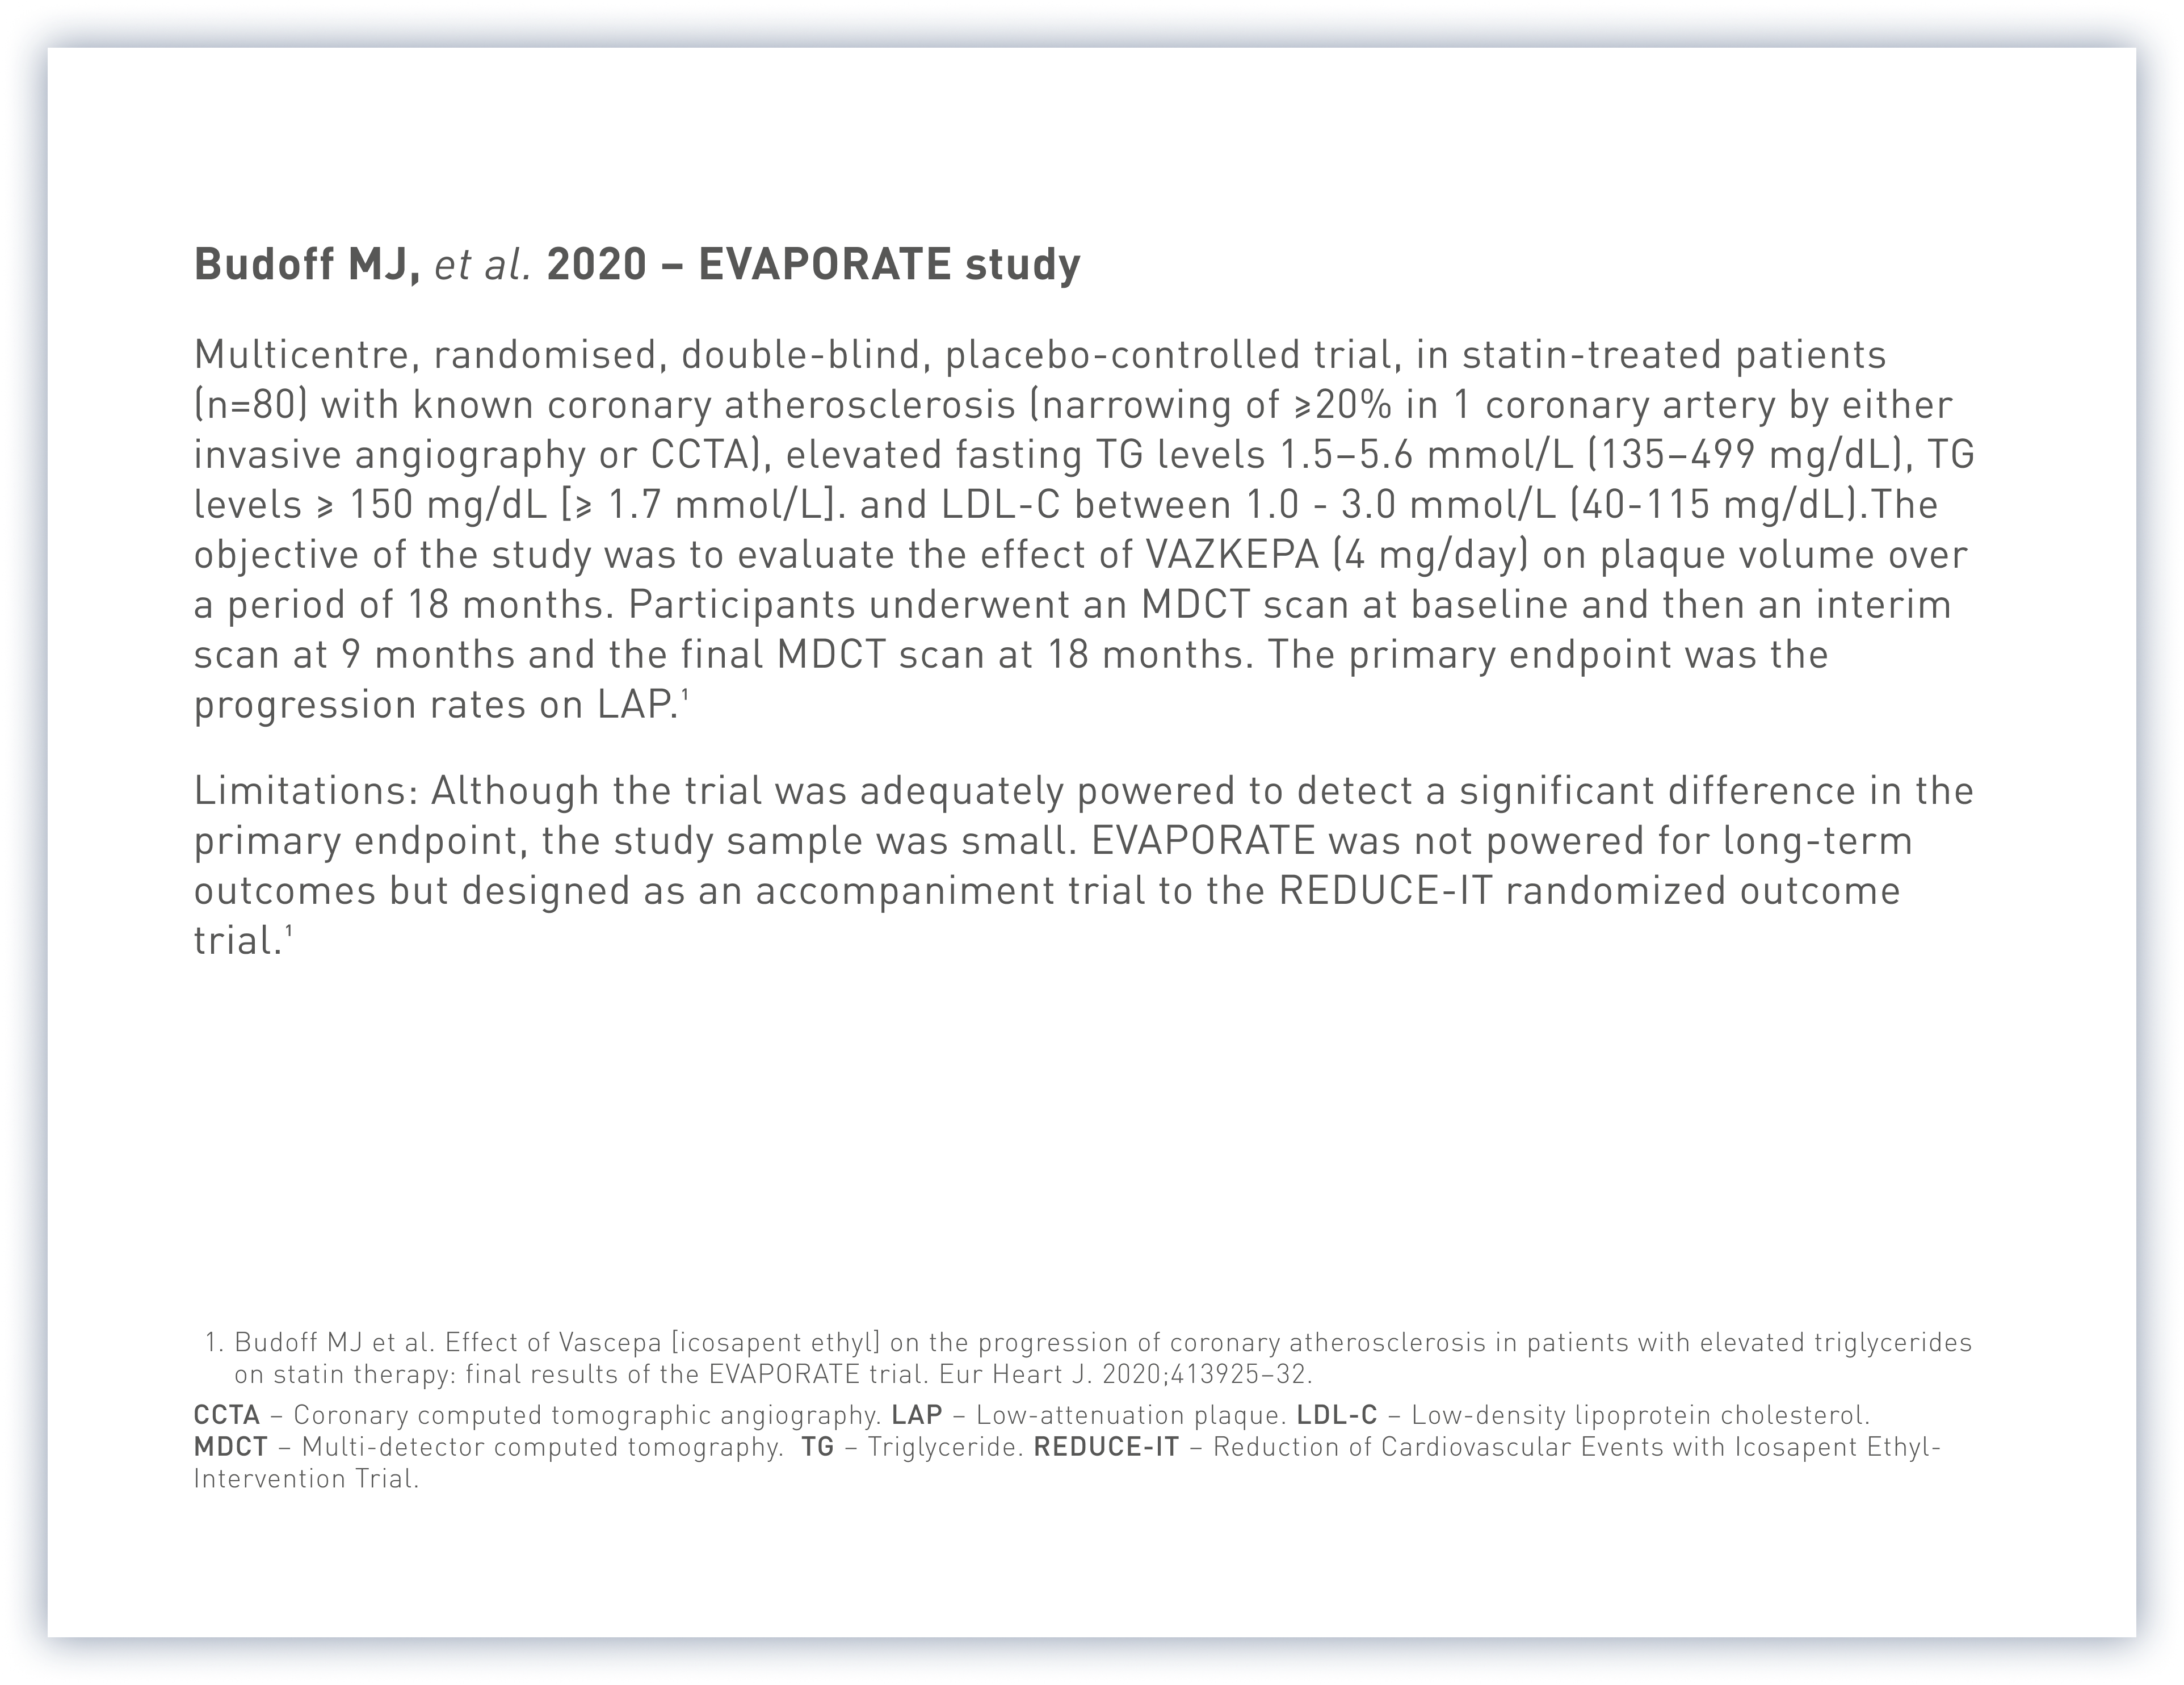 Budoff MJ, et al. 2020 – EVAPORATE study
Multicentre, randomised, double-blind, placebo-controlled trial, in statin-treated patients
(n=80) with known coronary atherosclerosis (narrowing of ⩾20% in 1 coronary artery by either
invasive angiography or CCTA), elevated fasting TG levels 1.5–5.6 mmol/L (135–499 mg/dL), TG
levels ⩾ 150 mg/dL [⩾ 1.7 mmol/L]. and LDL-C between 1.0 - 3.0 mmol/L (40-115 mg/dL).The
objective of the study was to evaluate the effect of VAZKEPA (4 mg/day) on plaque volume over
a period of 18 months. Participants underwent an MDCT scan at baseline and then an interim
scan at 9 months and the final MDCT scan at 18 months. The primary endpoint was the
progression rates on LAP.¹
Limitations: Although the trial was adequately powered to detect a significant difference in the
primary endpoint, the study sample was small. EVAPORATE was not powered for long-term
outcomes but designed as an accompaniment trial to the REDUCE-IT randomized outcome
trial.¹
1. Budoff MJ et al. Effect of Vascepa [icosapent ethyl] on the progression of coronary atherosclerosis in patients with elevated triglycerides
on statin therapy: final results of the EVAPORATE trial. Eur Heart J. 2020;413925–32.
CCTA – Coronary computed tomographic angiography. LAP – Low-attenuation plaque. LDL-C – Low-density lipoprotein cholesterol.
MDCT – Multi-detector computed tomography. TG – Triglyceride. REDUCE-IT – Reduction of Cardiovascular Events with Icosapent Ethyl-
Intervention Trial.